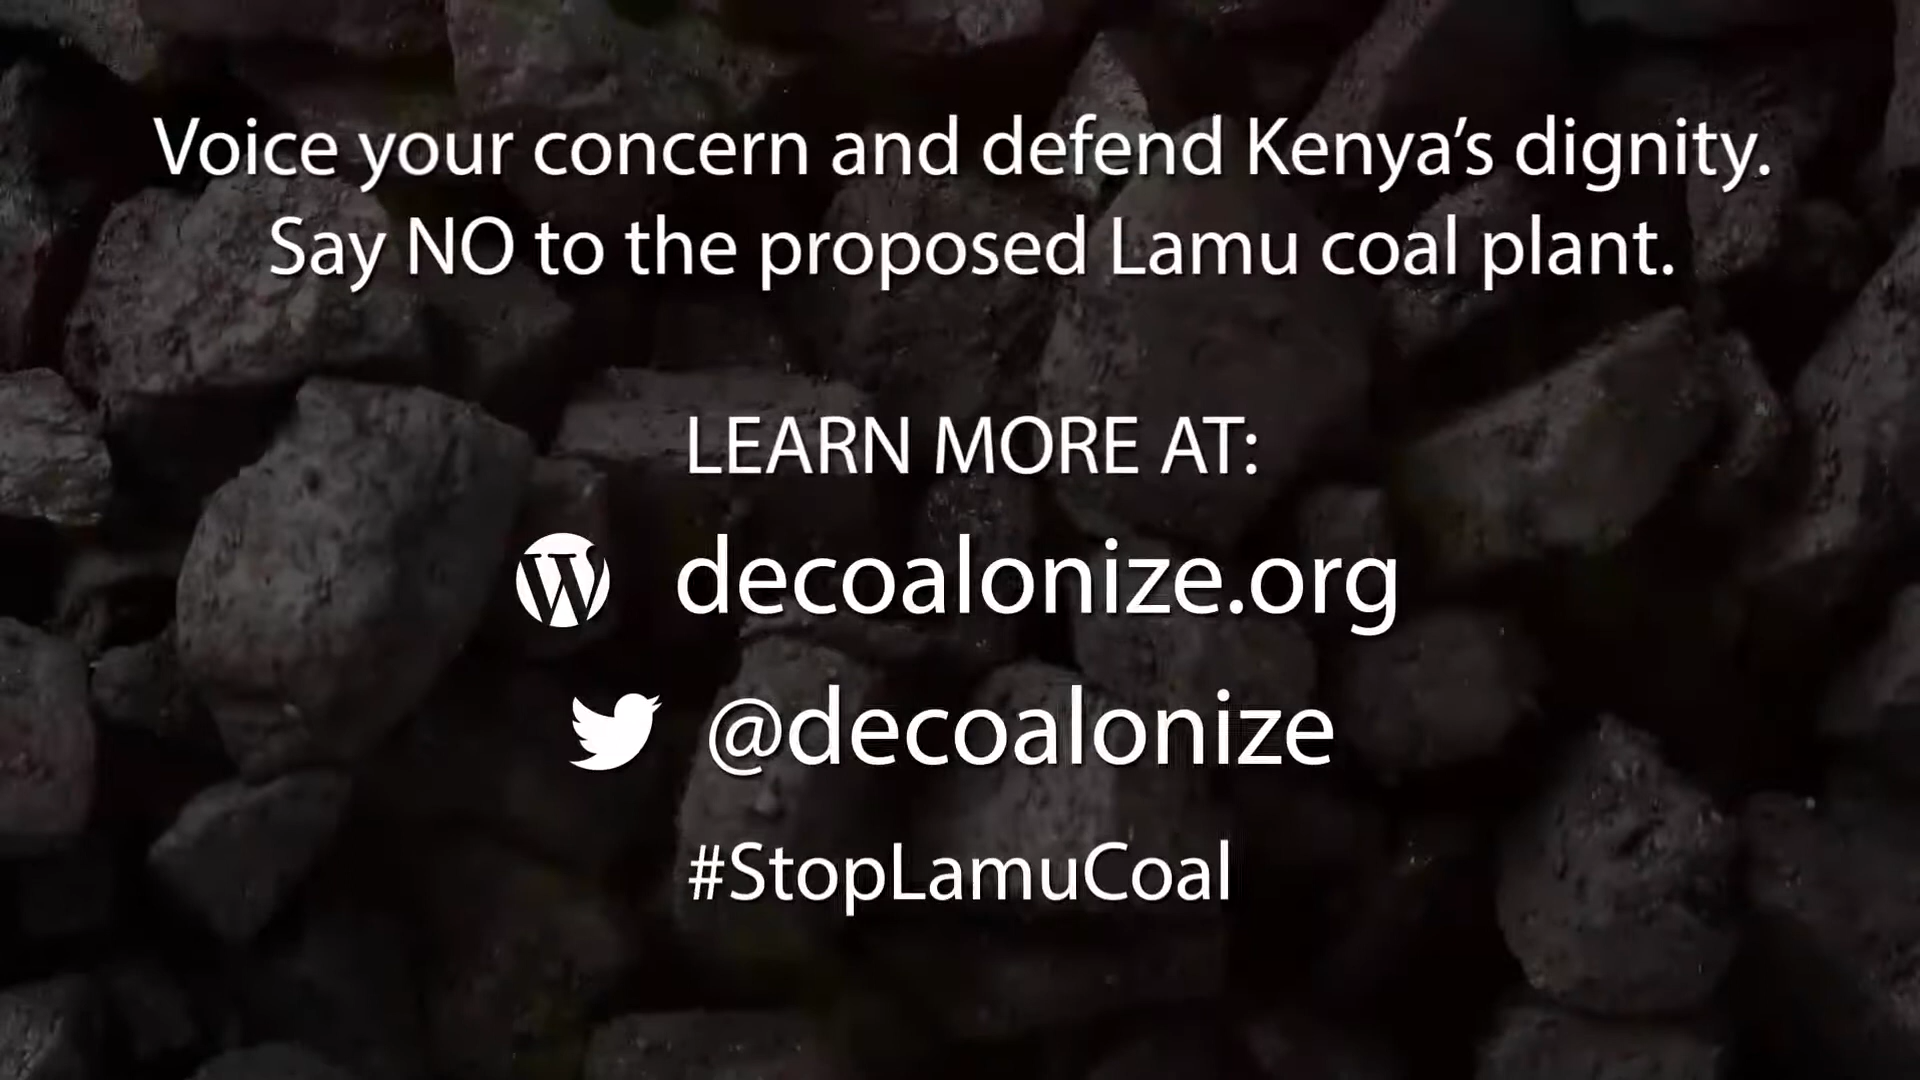 Voice your concern and defend Kenya’s dignity.
Say NO to the proposed Lamu coal plant.
LEARN MORE AT:
decoalonize.org
@decoalonize
#StopLamuCoal